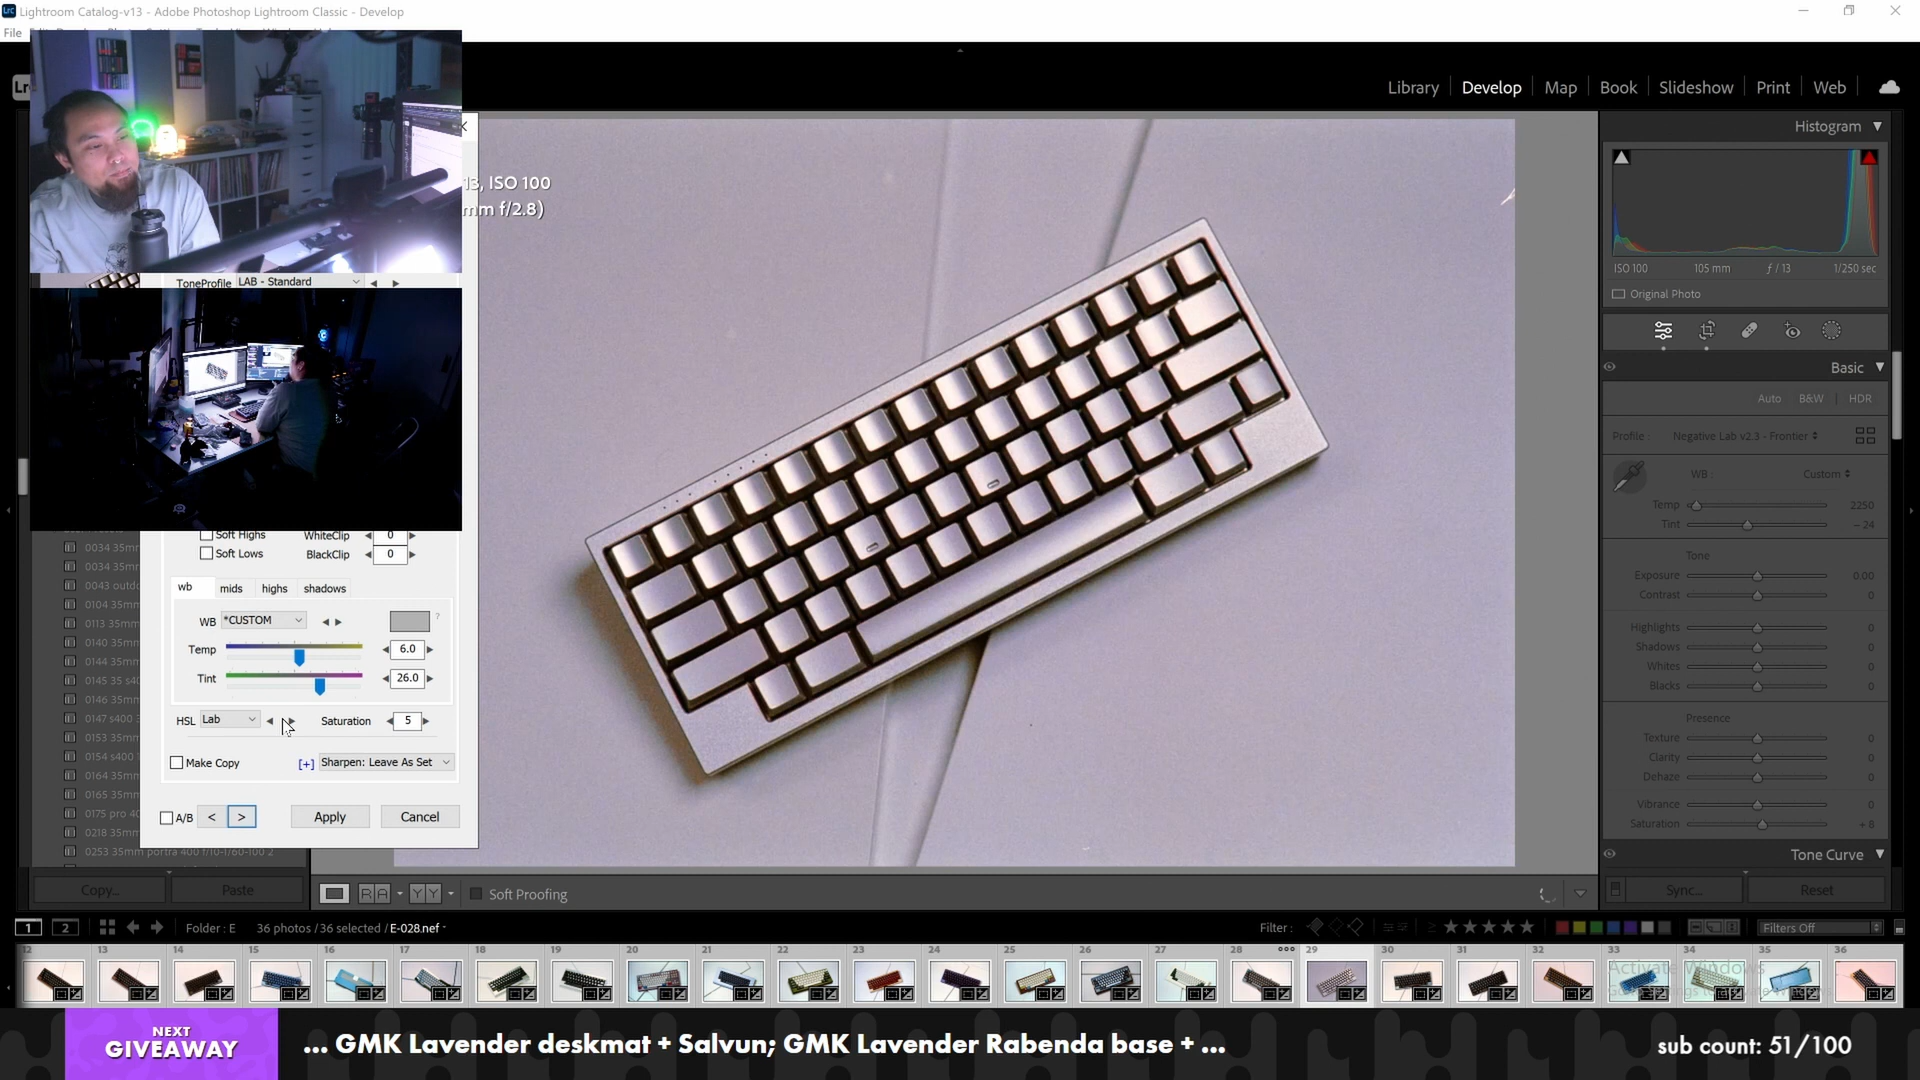 Lightroom Catalog-v13 - Adobe Photoshop Lightroom Classic - Develop
File
Lrc
Library
Develop
Map
Book
Slideshow
Print
Web
13, ISO 100
mm f/2.8)
Histogram
ISO 100
105 mm
ƒ / 13
1/250 sec
Original Photo
Basic
Auto
B&W
HDR
Profile :
Negative Lab v2.3 - Frontier
WB :
Custom
Temp
2250
Tint
− 24
Tone
Exposure
0.00
Contrast
0
Highlights
0
Shadows
0
Whites
0
Blacks
0
Presence
Texture
0
Clarity
0
Dehaze
0
Vibrance
0
Saturation
+ 8
Tone Curve
Sync...
Reset
ToneProfile
LAB - Standard
Soft Highs
WhiteClip
0
Soft Lows
BlackClip
0
wb
mids
highs
shadows
WB
*CUSTOM
?
Temp
6.0
Tint
26.0
HSL
Lab
Saturation
5
Make Copy
[+]
Sharpen: Leave As Set
A/B
<
>
Apply
Cancel
0034 35mm
0034 35mm
0043 outdo
0104 35mm
0113 35mm
0140 35mm
0144 35mm
0145 35 s40
0146 35mm
0147 s400 3
0153 35mm
0154 s400
0164 35mm
0165 35mm
0175 pro 40
0218 35mm
0253 35mm portra 400 f/10-1/60-100 2
Copy...
Paste
Soft Proofing
1
2
Folder : E
36 photos / 36 selected / E-028.nef
Filter :
Filters Off
12
13
14
15
16
17
18
19
20
21
22
23
24
25
26
27
28
29
30
31
32
33
34
35
36
Activate Windows
NEXT
GIVEAWAY
... GMK Lavender deskmat + Salvun; GMK Lavender Rabenda base + ...
sub count: 51/100